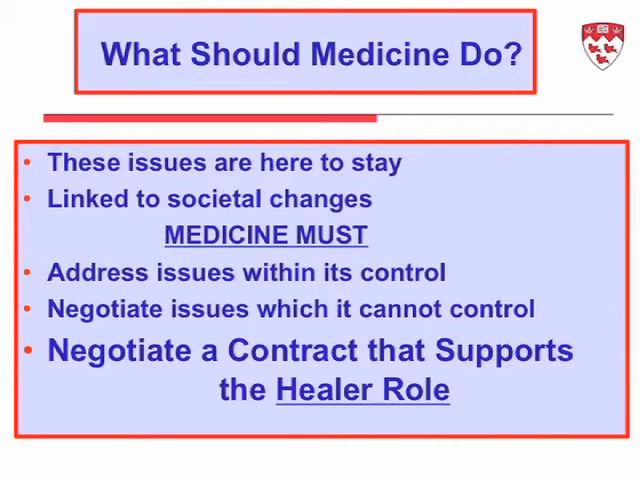 What Should Medicine Do?
• These issues are here to stay
• Linked to societal changes
MEDICINE MUST
• Address issues within its control
• Negotiate issues which it cannot control
• Negotiate a Contract that Supports
the Healer Role